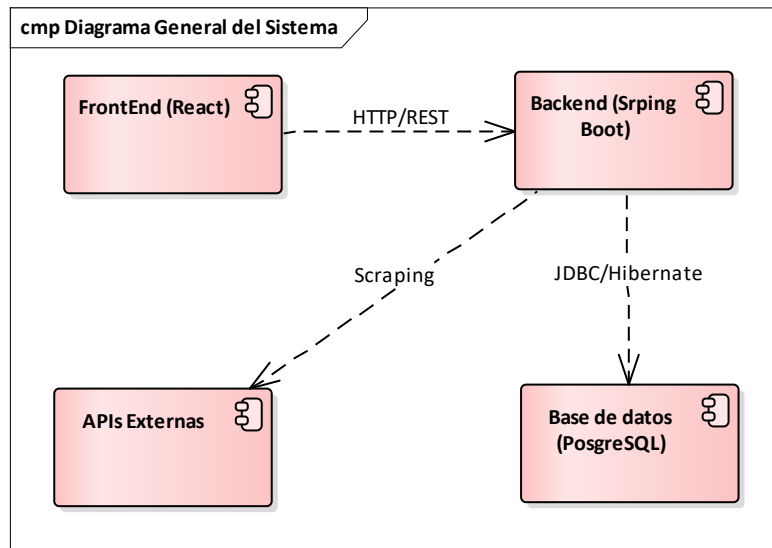 cmp Diagrama General del Sistema
FrontEnd (React)
HTTP/REST
Backend (Srping
Boot)
Scraping
JDBC/Hibernate
APIs Externas
Base de datos
(PosgreSQL)